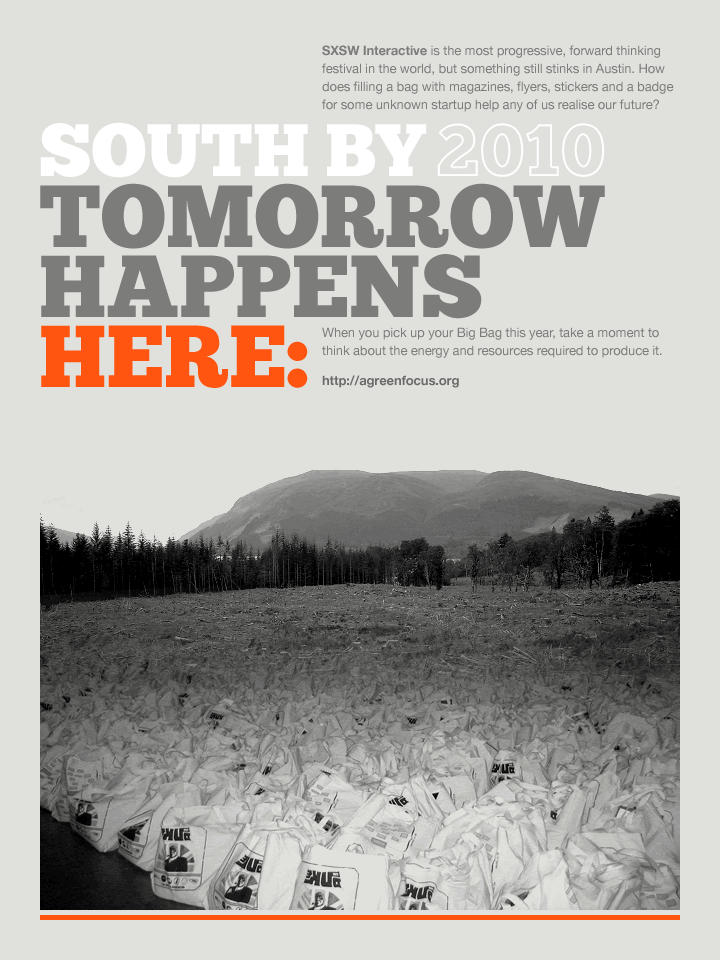 SXSW Interactive is the most progressive, forward thinking
festival in the world, but something still stinks in Austin. How
does filling a bag with magazines, flyers, stickers and a badge
for some unknown startup help any of us realise our future?
SOUTH BY 2010
TOMORROW
HAPPENS
HERE:
When you pick up your Big Bag this year, take a moment to
think about the energy and resources required to produce it.
http://agreenfocus.org